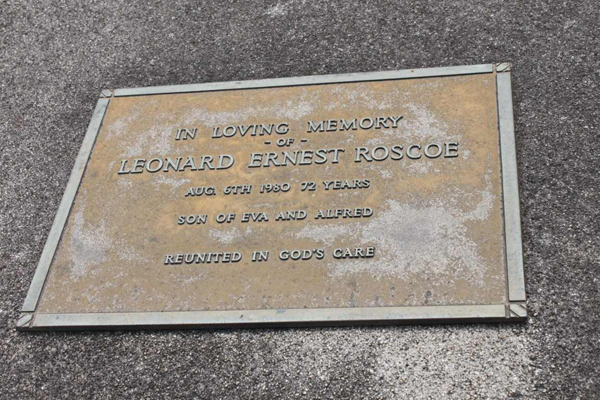 IN LOVING MEMORY
- OF -
LEONARD ERNEST ROSCOE
AUG. 6TH 1980 72 YEARS
SON OF EVA AND ALFRED
REUNITED IN GOD'S CARE